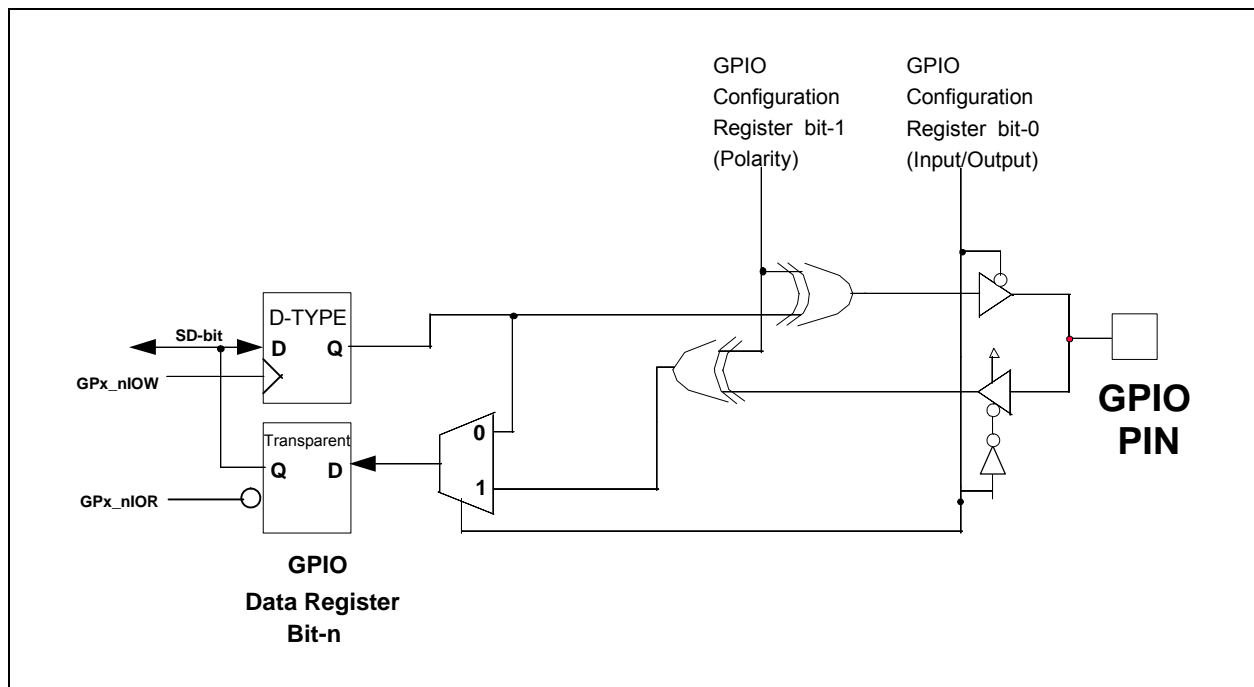 GPIO
Configuration
Register bit-1
(Polarity)
GPIO
Configuration
Register bit-0
(Input/Output)
D-TYPE
SD-bit
D Q
GPx_nIOW
GPIO
PIN
Transparent
Q D
0
1
GPx_nIOR
GPIO
Data Register
Bit-n